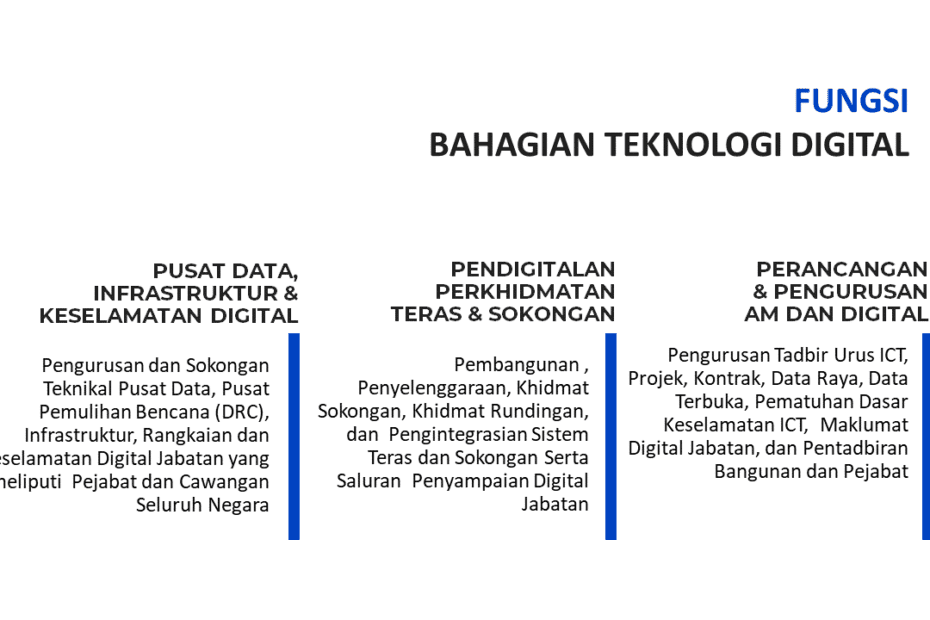 FUNGSI
BAHAGIAN TEKNOLOGI DIGITAL
PUSAT DATA,
INFRASTRUKTUR &
KESELAMATAN DIGITAL
Pengurusan dan Sokongan
Teknikal Pusat Data, Pusat
Pemulihan Bencana (DRC),
Infrastruktur, Rangkaian dan
eselamatan Digital Jabatan yang
neliputi Pejabat dan Cawangan
Seluruh Negara
PENDIGITALAN
PERKHIDMATAN
TERAS & SOKONGAN
Pembangunan ,
Penyelenggaraan, Khidmat
Sokongan, Khidmat Rundingan,
dan Pengintegrasian Sistem
Teras dan Sokongan Serta
Saluran Penyampaian Digital
Jabatan
PERANCANGAN
& PENGURUSAN
AM DAN DIGITAL
Pengurusan Tadbir Urus ICT,
Projek, Kontrak, Data Raya, Data
Terbuka, Pematuhan Dasar
Keselamatan ICT, Maklumat
Digital Jabatan, dan Pentadbiran
Bangunan dan Pejabat